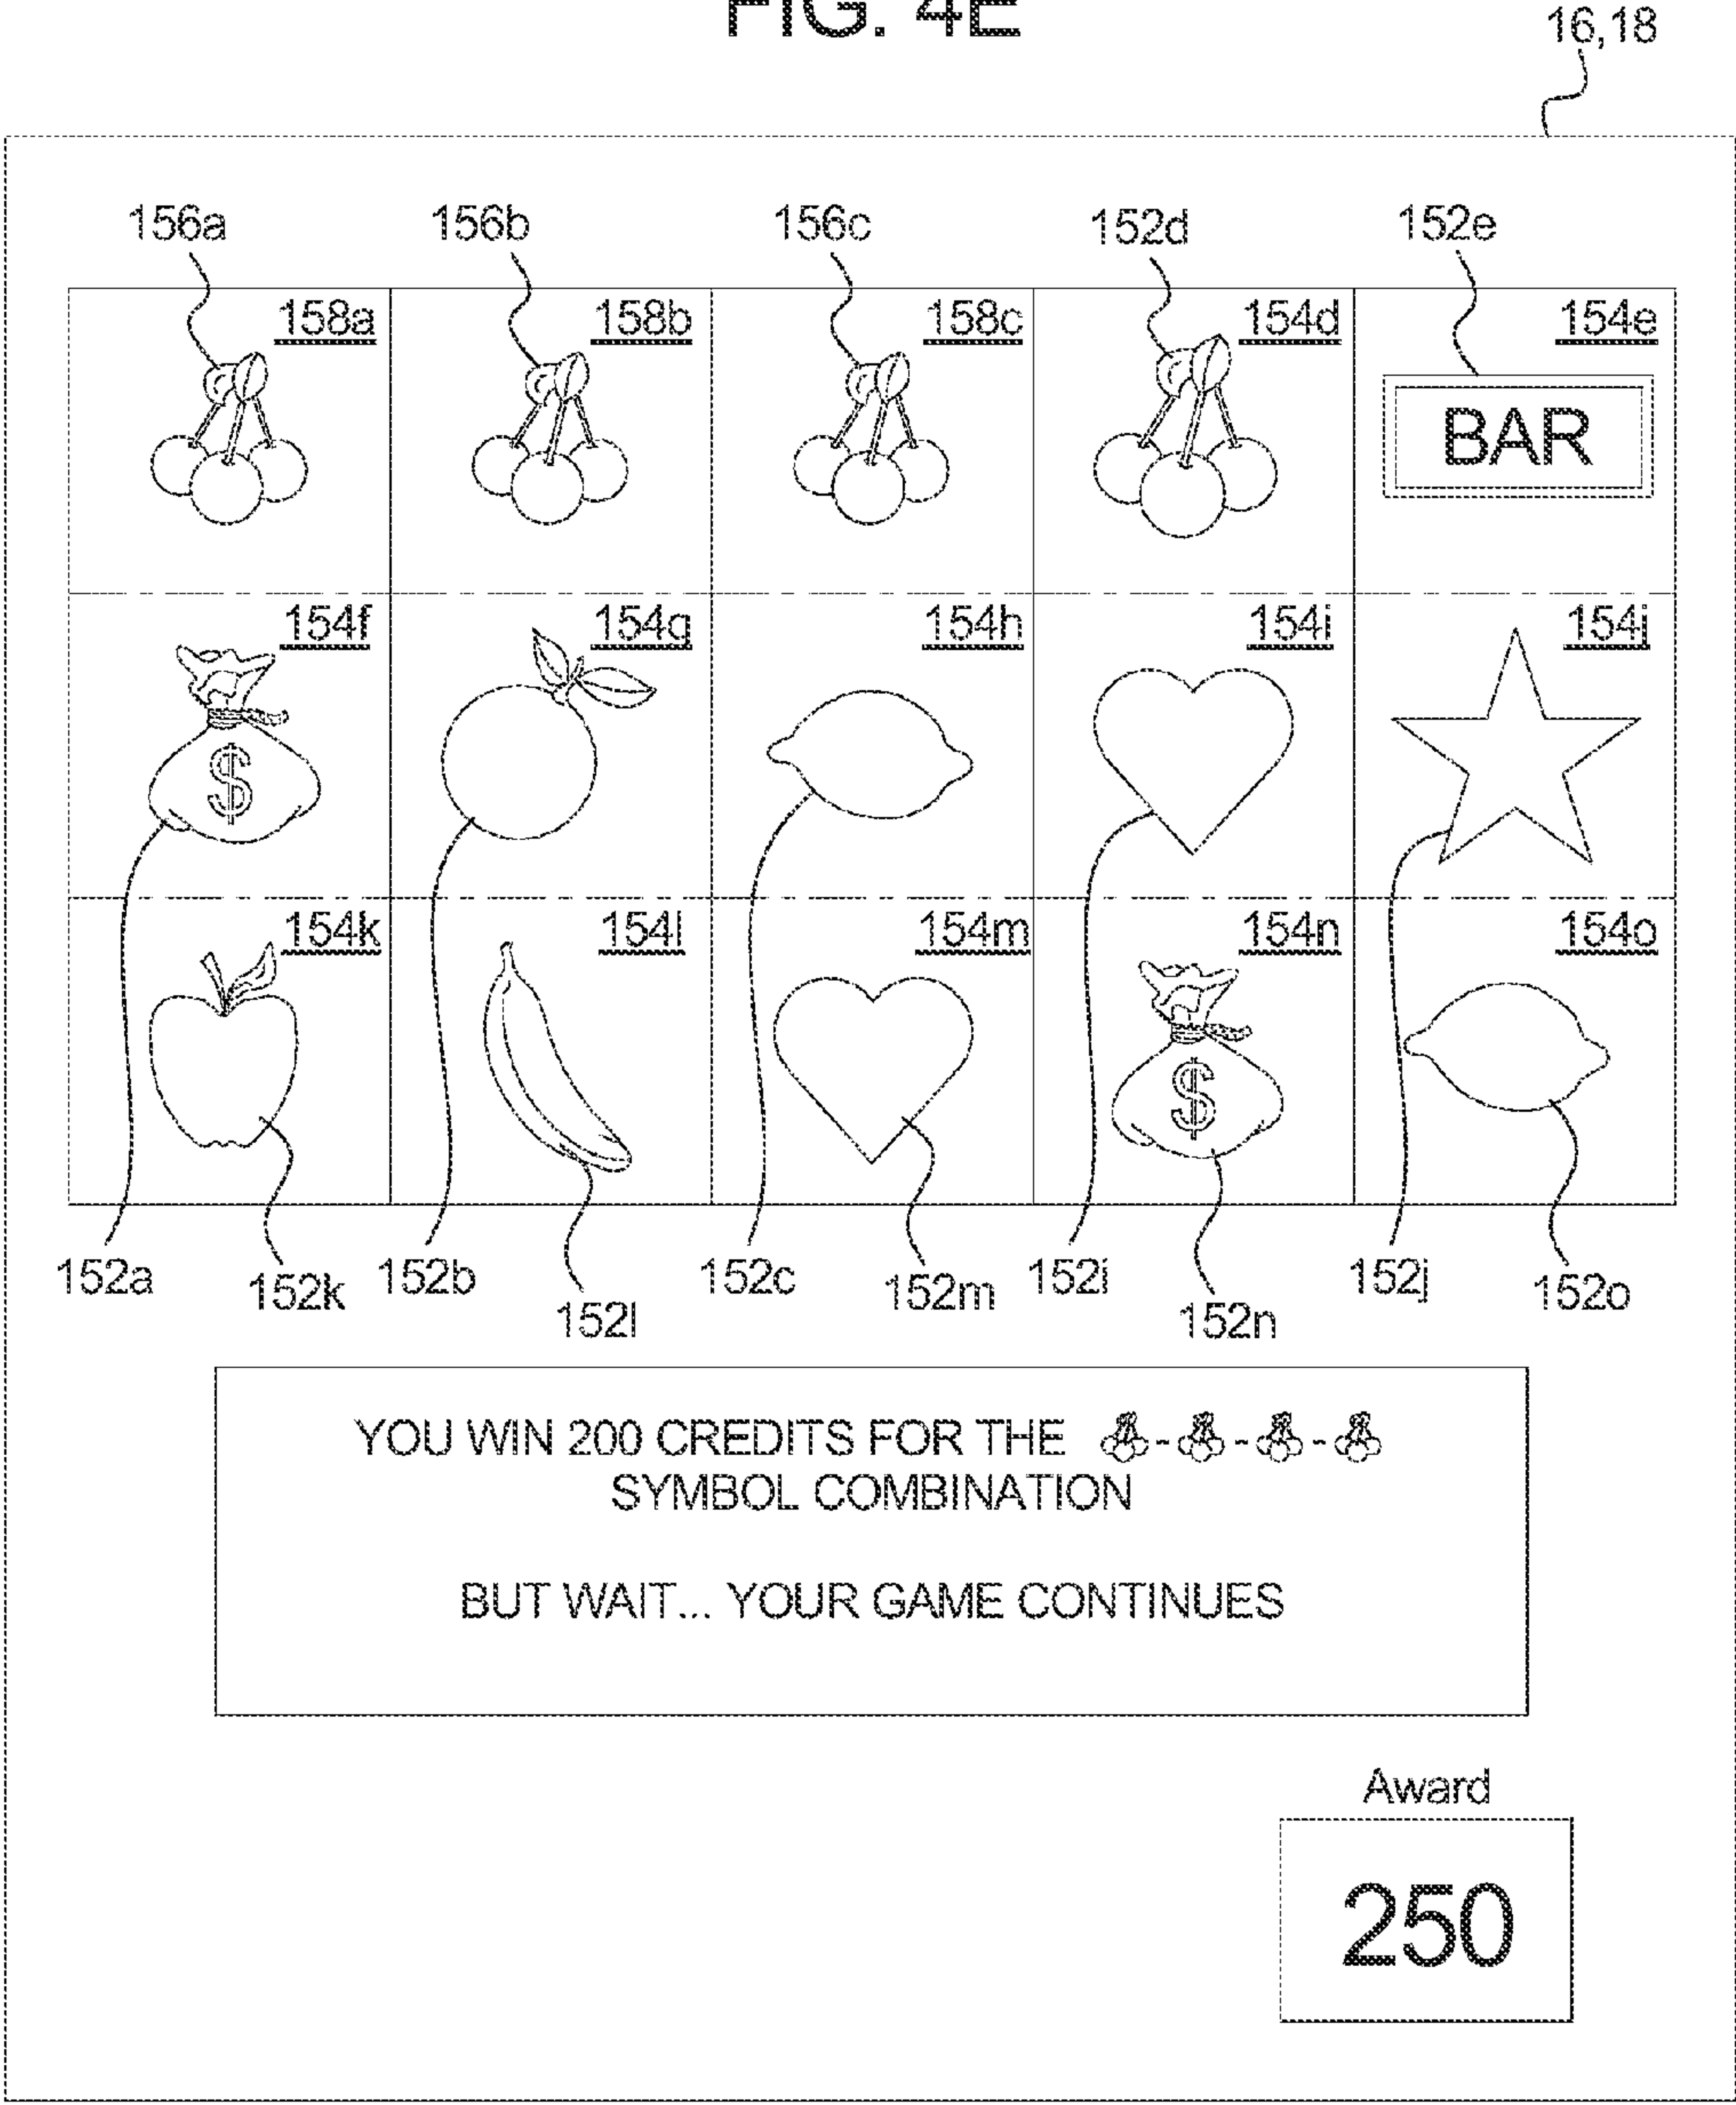 FIG. 4E
16,18
156a 156b 156c 152d 152e
158a 158b 158c 154d 154e
BAR
154f 154g 154h 154i 154j
$
154k 154l 154m 154n 154o
$
152a 152k 152b 152l 152c 152m 152i 152n 152j 152o
YOU WIN 200 CREDITS FOR THE - - -
SYMBOL COMBINATION
BUT WAIT... YOUR GAME CONTINUES
Award
250